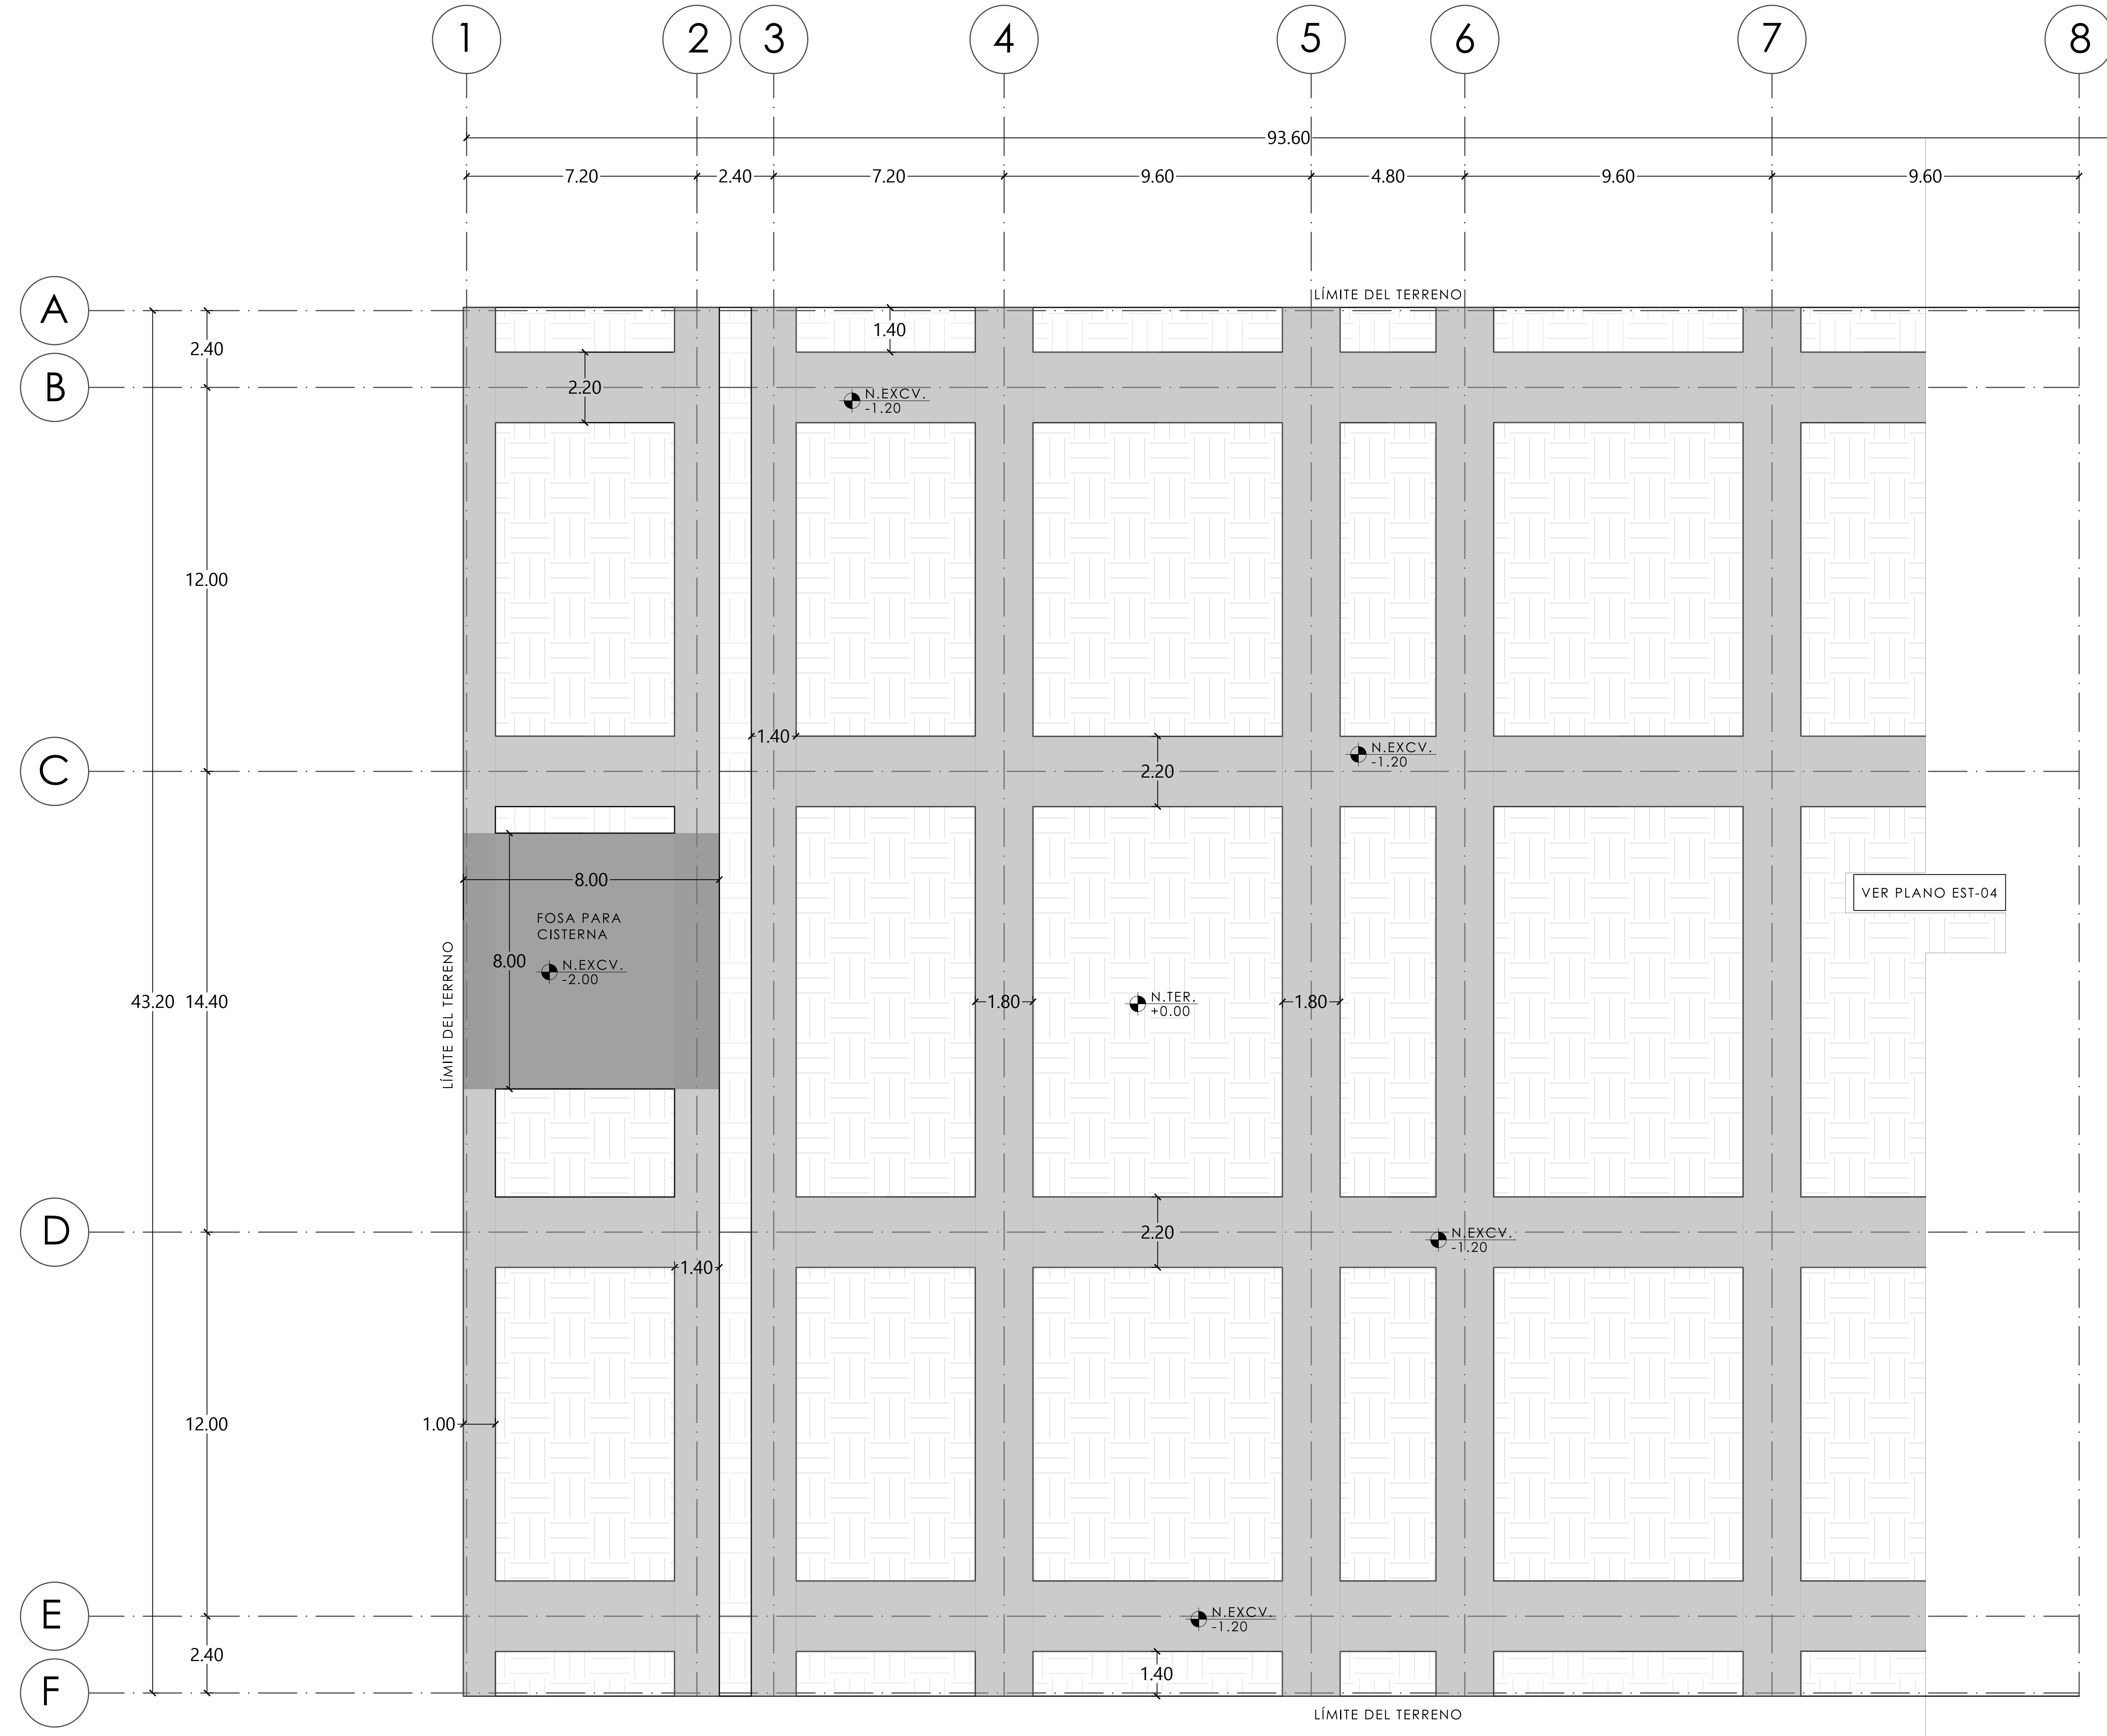 1
2
3
4
5
6
7
8
93.60
7.20
2.40
7.20
9.60
4.80
9.60
9.60
LÍMITE DEL TERRENO
A
2.40
1.40
B
2.20
N.EXCV.
-1.20
12.00
1.40
N.EXCV.
-1.20
C
2.20
8.00
VER PLANO EST-04
FOSA PARA
CISTERNA
8.00
N.EXCV.
-2.00
LÍMITE DEL TERRENO
43.20
14.40
1.80
N.TER.
+0.00
1.80
D
2.20
N.EXCV.
-1.20
1.40
1.00
12.00
E
N.EXCV.
-1.20
2.40
1.40
F
LÍMITE DEL TERRENO